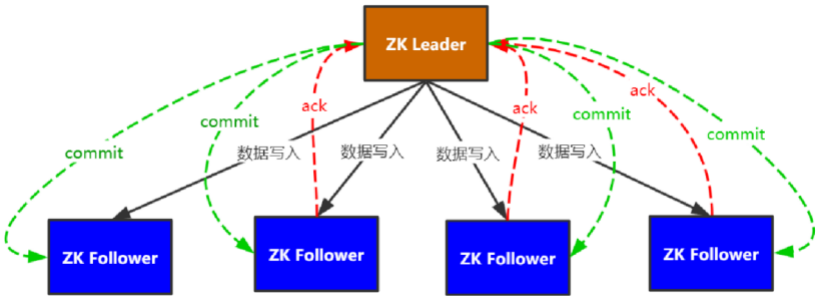 ZK Leader
ack
ack
ack
commit
commit
commit
commit
数据写入
数据写入
数据写入
数据写入
ZK Follower
ZK Follower
ZK Follower
ZK Follower